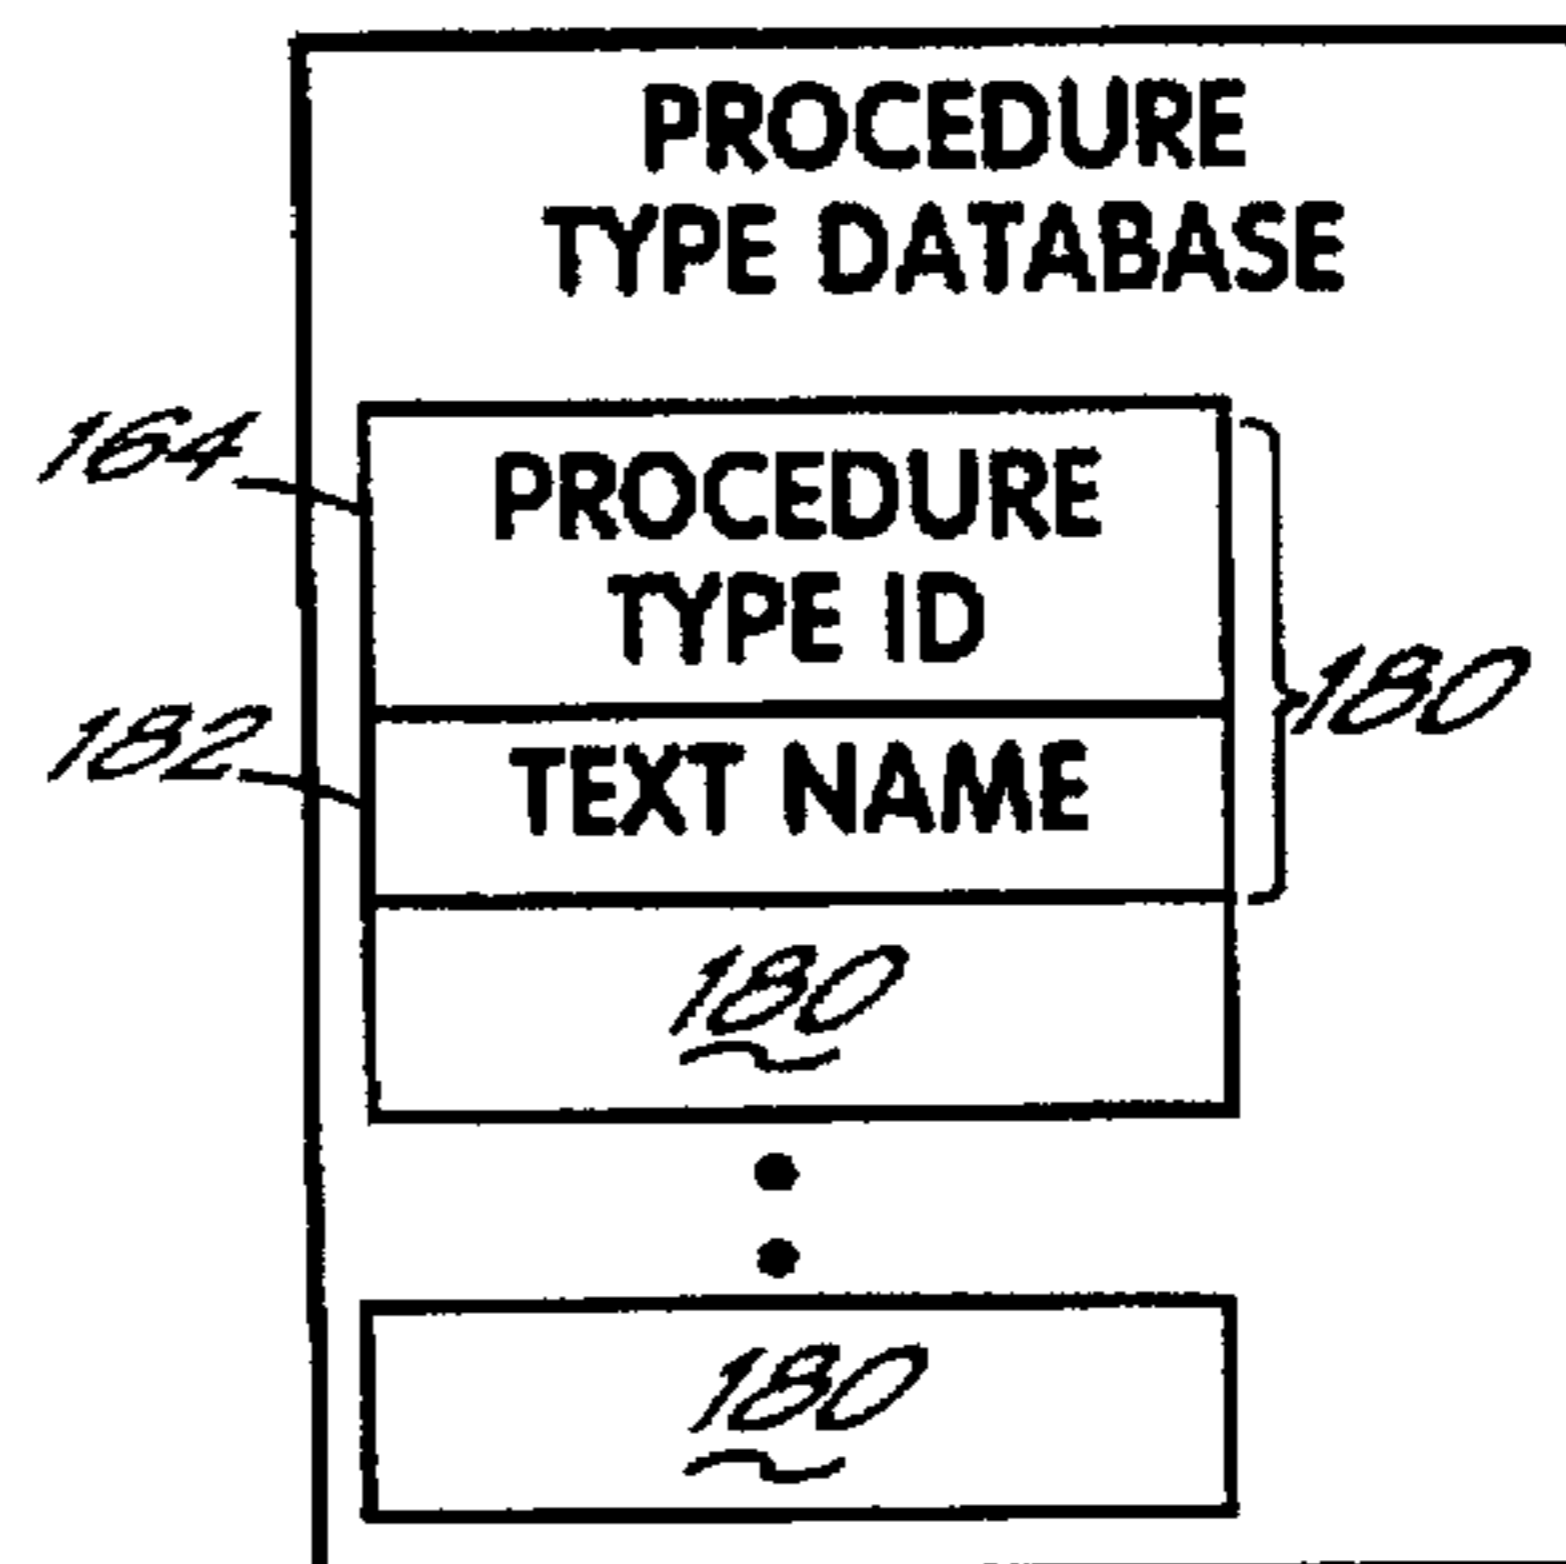 PROCEDURE
TYPE DATABASE
164
PROCEDURE
TYPE ID
180
182
TEXT NAME
180
180